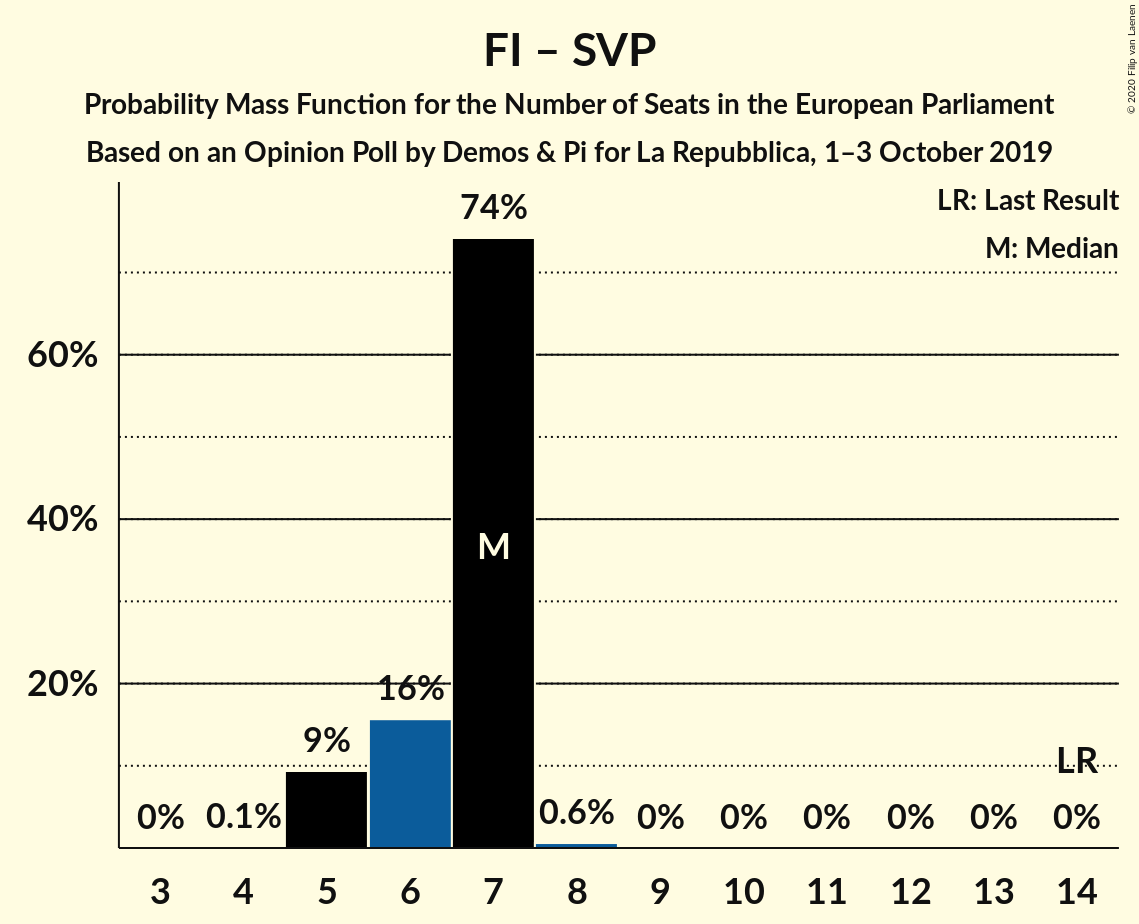 FI – SVP
Probability Mass Function for the Number of Seats in the European Parliament
Based on an Opinion Poll by Demos & Pi for La Repubblica, 1–3 October 2019
© 2020 Filip van Laenen
LR: Last Result
M: Median
74%
60%
40%
M
20%
16%
9%
LR
0% 0.1% 0.6% 0% 0% 0% 0% 0% 0%
3 4 5 6 7 8 9 10 11 12 13 14